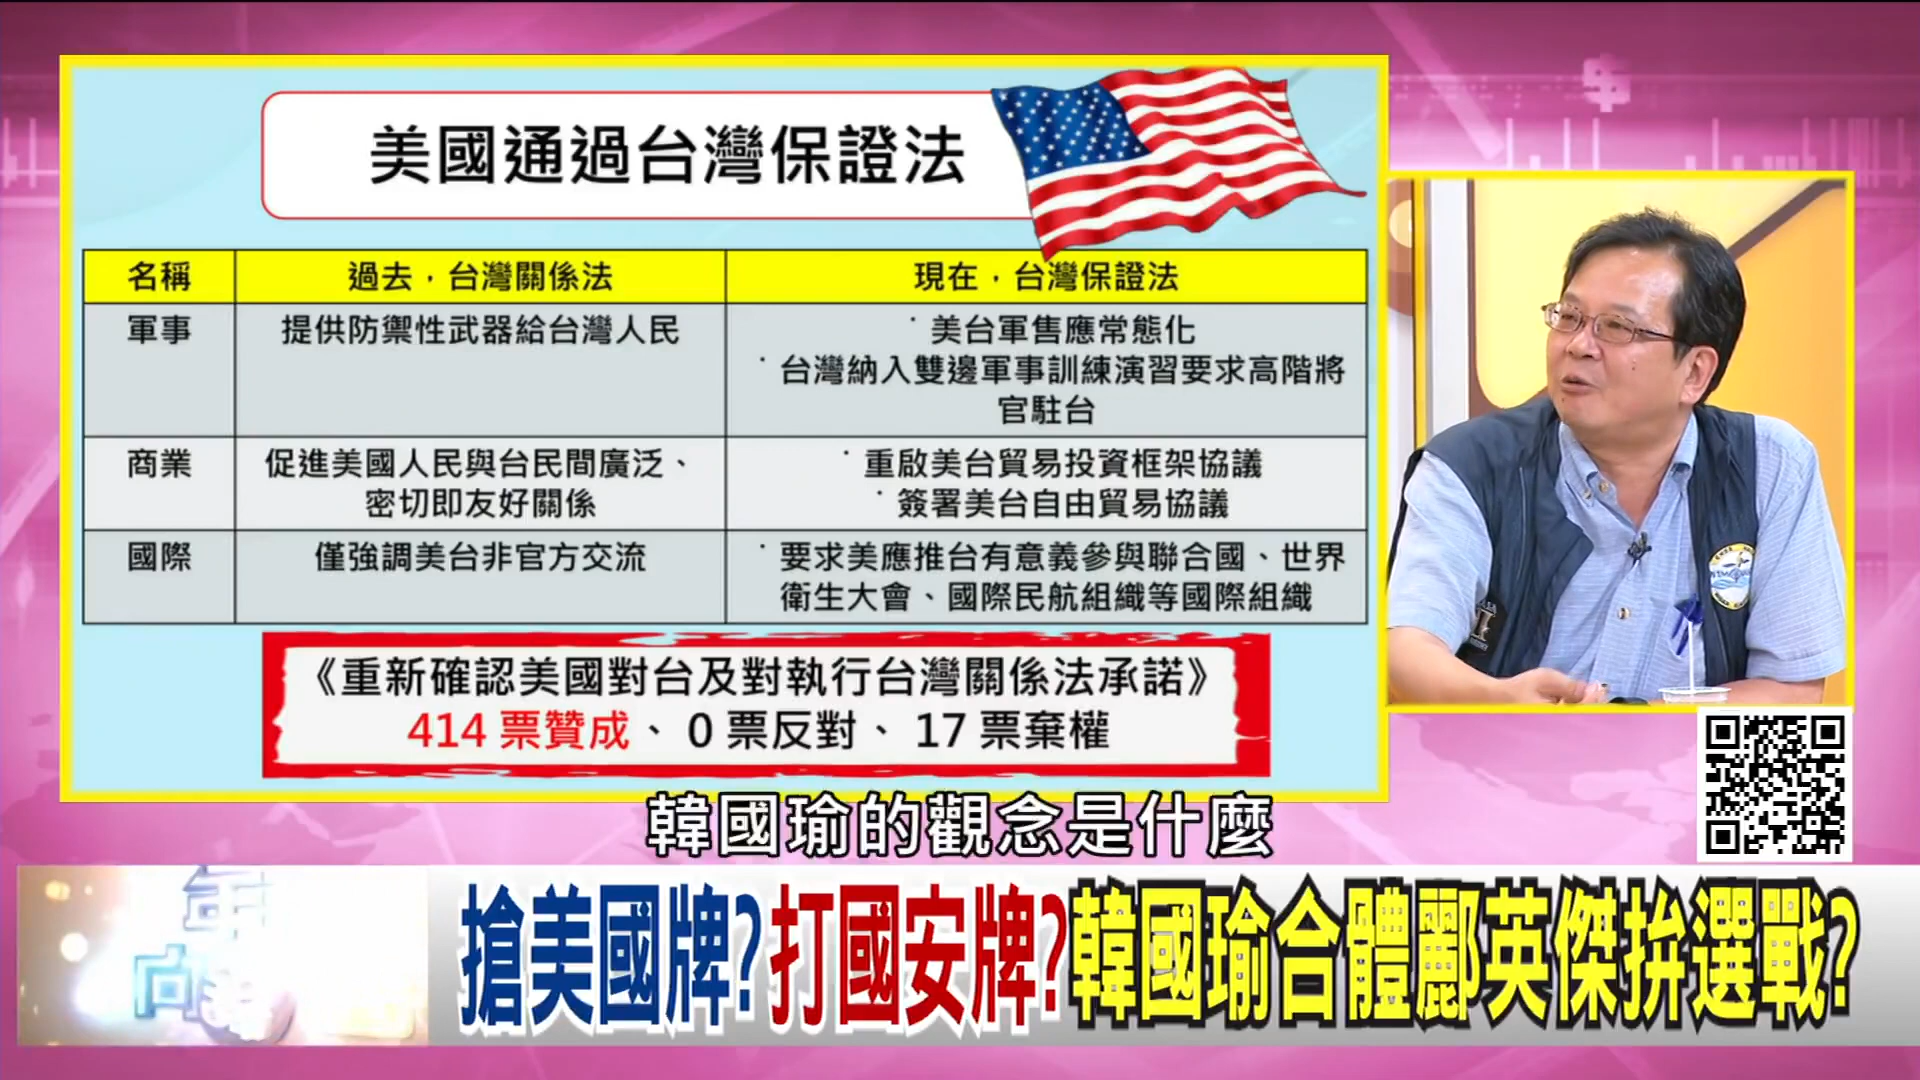 美國通過台灣保證法
名稱 過去，台灣關係法 現在，台灣保證法
軍事 提供防禦性武器給台灣人民 ˙美台軍售應常態化
˙台灣納入雙邊軍事訓練演習要求高階將
官駐台
商業 促進美國人民與台民間廣泛、 ˙重啟美台貿易投資框架協議
密切即友好關係 ˙簽署美台自由貿易協議
國際 僅強調美台非官方交流 ˙要求美應推台有意義參與聯合國、世界
衛生大會、國際民航組織等國際組織
《重新確認美國對台及對執行台灣關係法承諾》
414 票贊成、 0 票反對、 17 票棄權
韓國瑜的觀念是什麼
搶美國牌?打國安牌?韓國瑜合體酈英傑拚選戰?